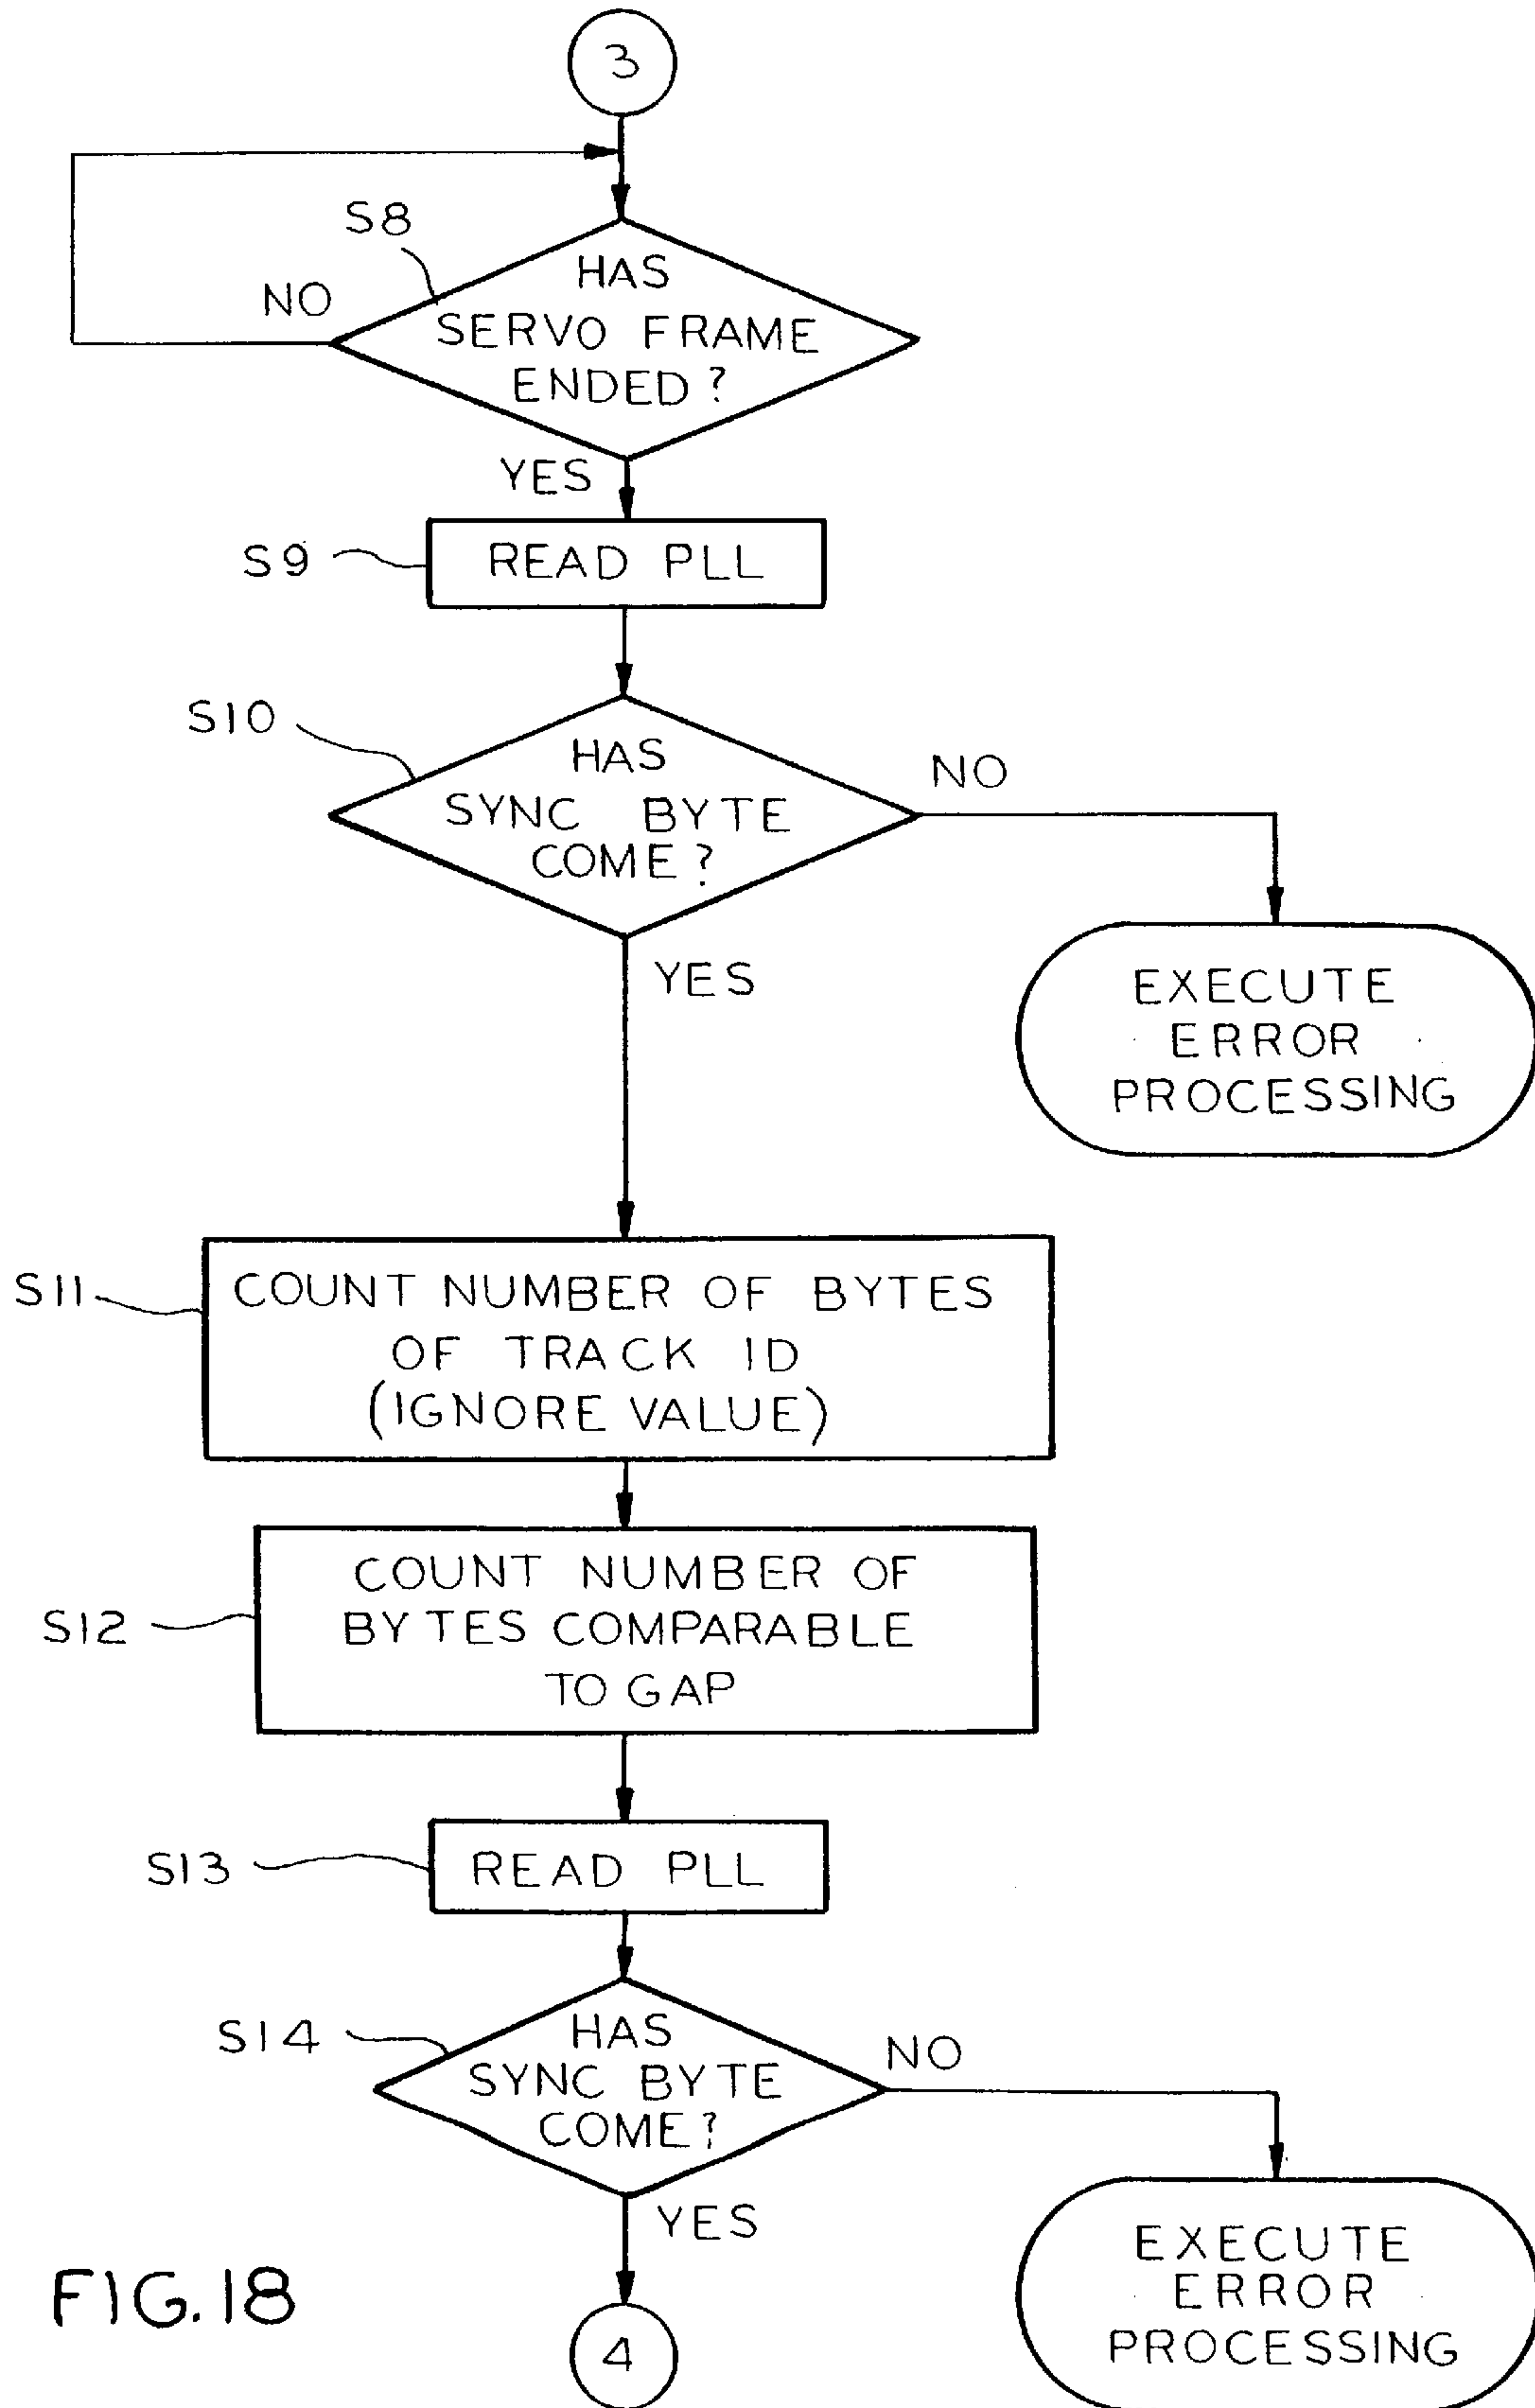 3
S8
HAS
NO
SERVO FRAME
ENDED?
YES
S9
READ PLL
S10
HAS
NO
SYNC BYTE
COME?
YES
EXECUTE
ERROR
PROCESSING
S11
COUNT NUMBER OF BYTES
OF TRACK ID
(IGNORE VALUE)
COUNT NUMBER OF
S12
BYTES COMPARABLE
TO GAP
S13
READ PLL
S14
HAS
NO
SYNC BYTE
COME?
YES
EXECUTE
ERROR
PROCESSING
FIG. 18
4